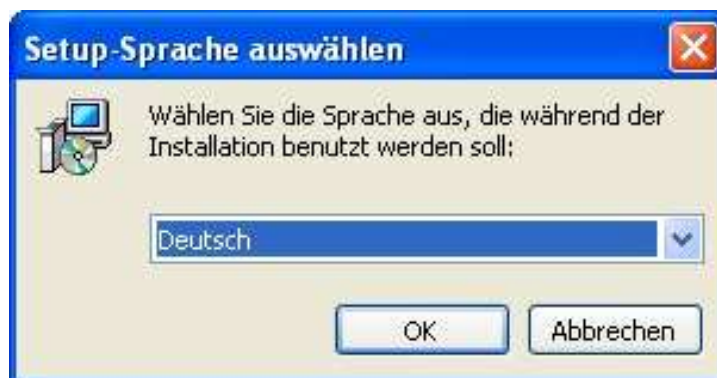 Setup-Sprache auswählen
Wählen Sie die Sprache aus, die während der
Installation benutzt werden soll:
Deutsch
OK
Abbrechen